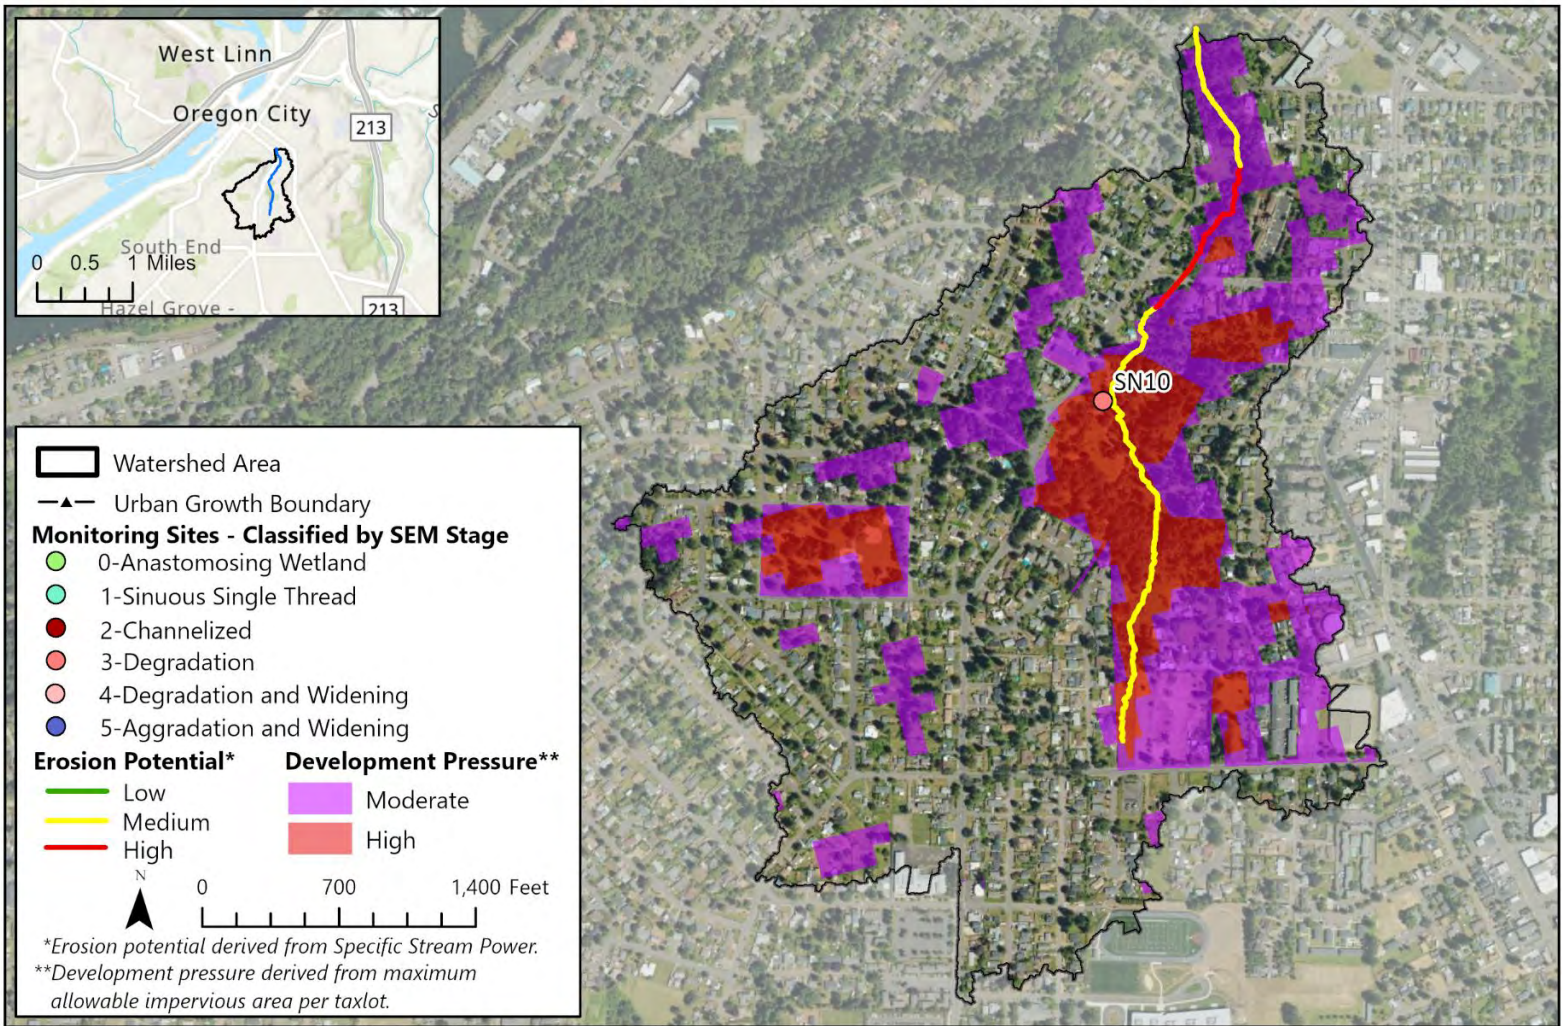 West Linn
Oregon City
213
South End
0 0.5 1 Miles
Hazel Grove -
213
SN10
Watershed Area
Urban Growth Boundary
Monitoring Sites - Classified by SEM Stage
0-Anastomosing Wetland
1-Sinuous Single Thread
2-Channelized
3-Degradation
4-Degradation and Widening
5-Aggradation and Widening
Erosion Potential* Development Pressure**
Low
Medium
High
Moderate
High
N
0 700 1,400 Feet
*Erosion potential derived from Specific Stream Power.
**Development pressure derived from maximum
allowable impervious area per taxlot.